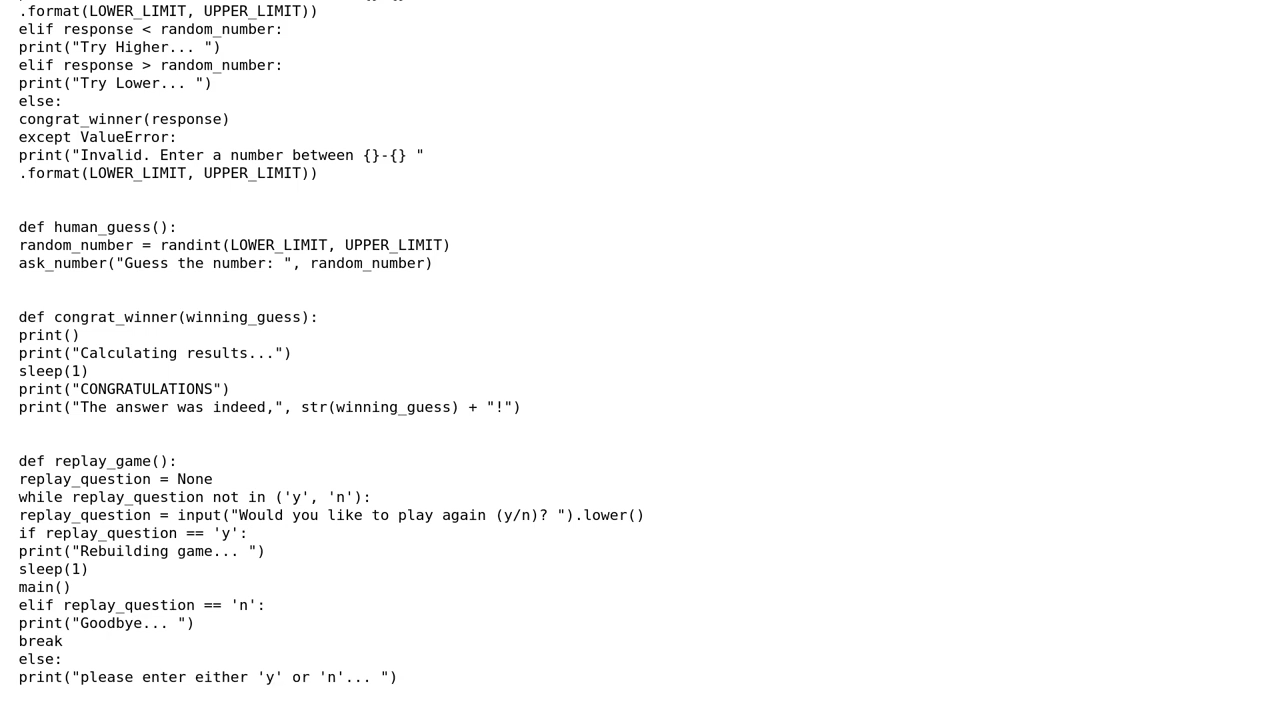 .format(LOWER_LIMIT, UPPER_LIMIT))
elif response < random_number:
print("Try Higher... ")
elif response > random_number:
print("Try Lower... ")
else:
congrat_winner(response)
except ValueError:
print("Invalid. Enter a number between {}-{} "
.format(LOWER_LIMIT, UPPER_LIMIT))
def human_guess():
random_number = randint(LOWER_LIMIT, UPPER_LIMIT)
ask_number("Guess the number: ", random_number)
def congrat_winner(winning_guess):
print()
print("Calculating results...")
sleep(1)
print("CONGRATULATIONS")
print("The answer was indeed,", str(winning_guess) + "!")
def replay_game():
replay_question = None
while replay_question not in ('y', 'n'):
replay_question = input("Would you like to play again (y/n)? ").lower()
if replay_question == 'y':
print("Rebuilding game... ")
sleep(1)
main()
elif replay_question == 'n':
print("Goodbye... ")
break
else:
print("please enter either 'y' or 'n'... ")